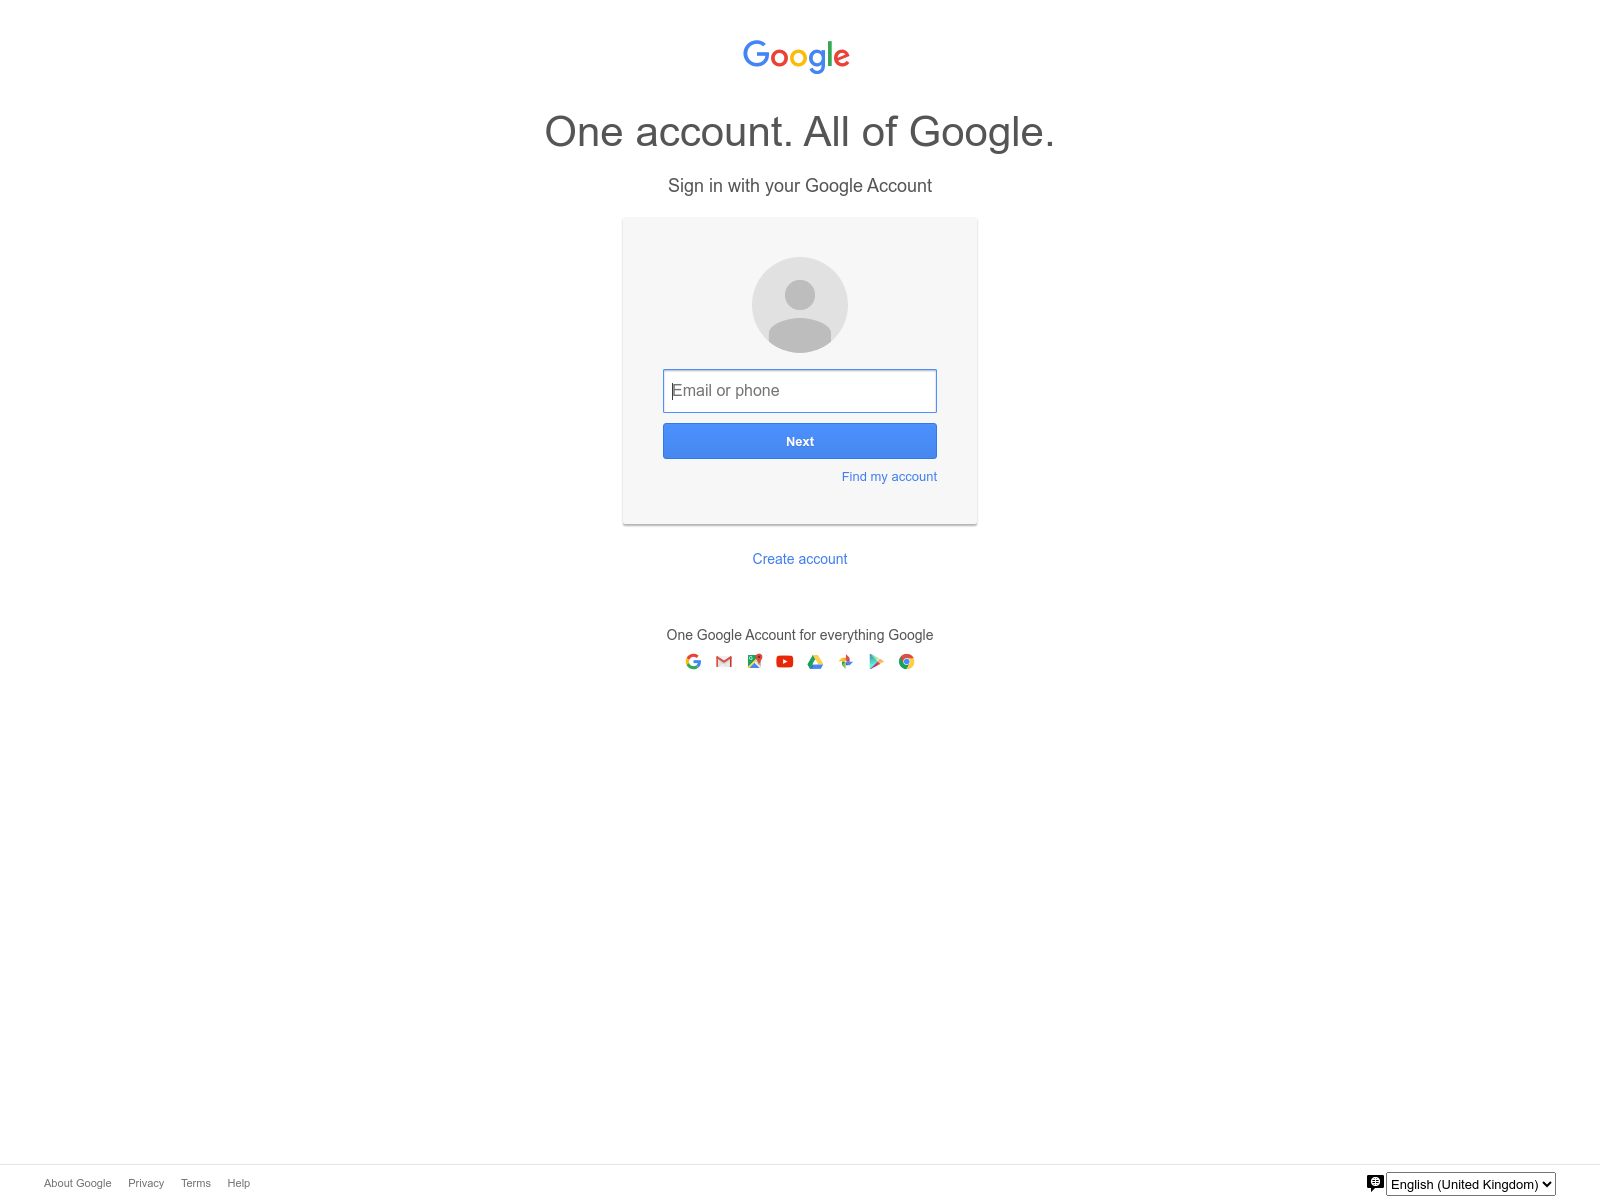 Google
One account. All of Google.
Sign in with your Google Account
Email or phone
Next
Find my account
Create account
One Google Account for everything Google
About Google Privacy Terms Help
English (United Kingdom)